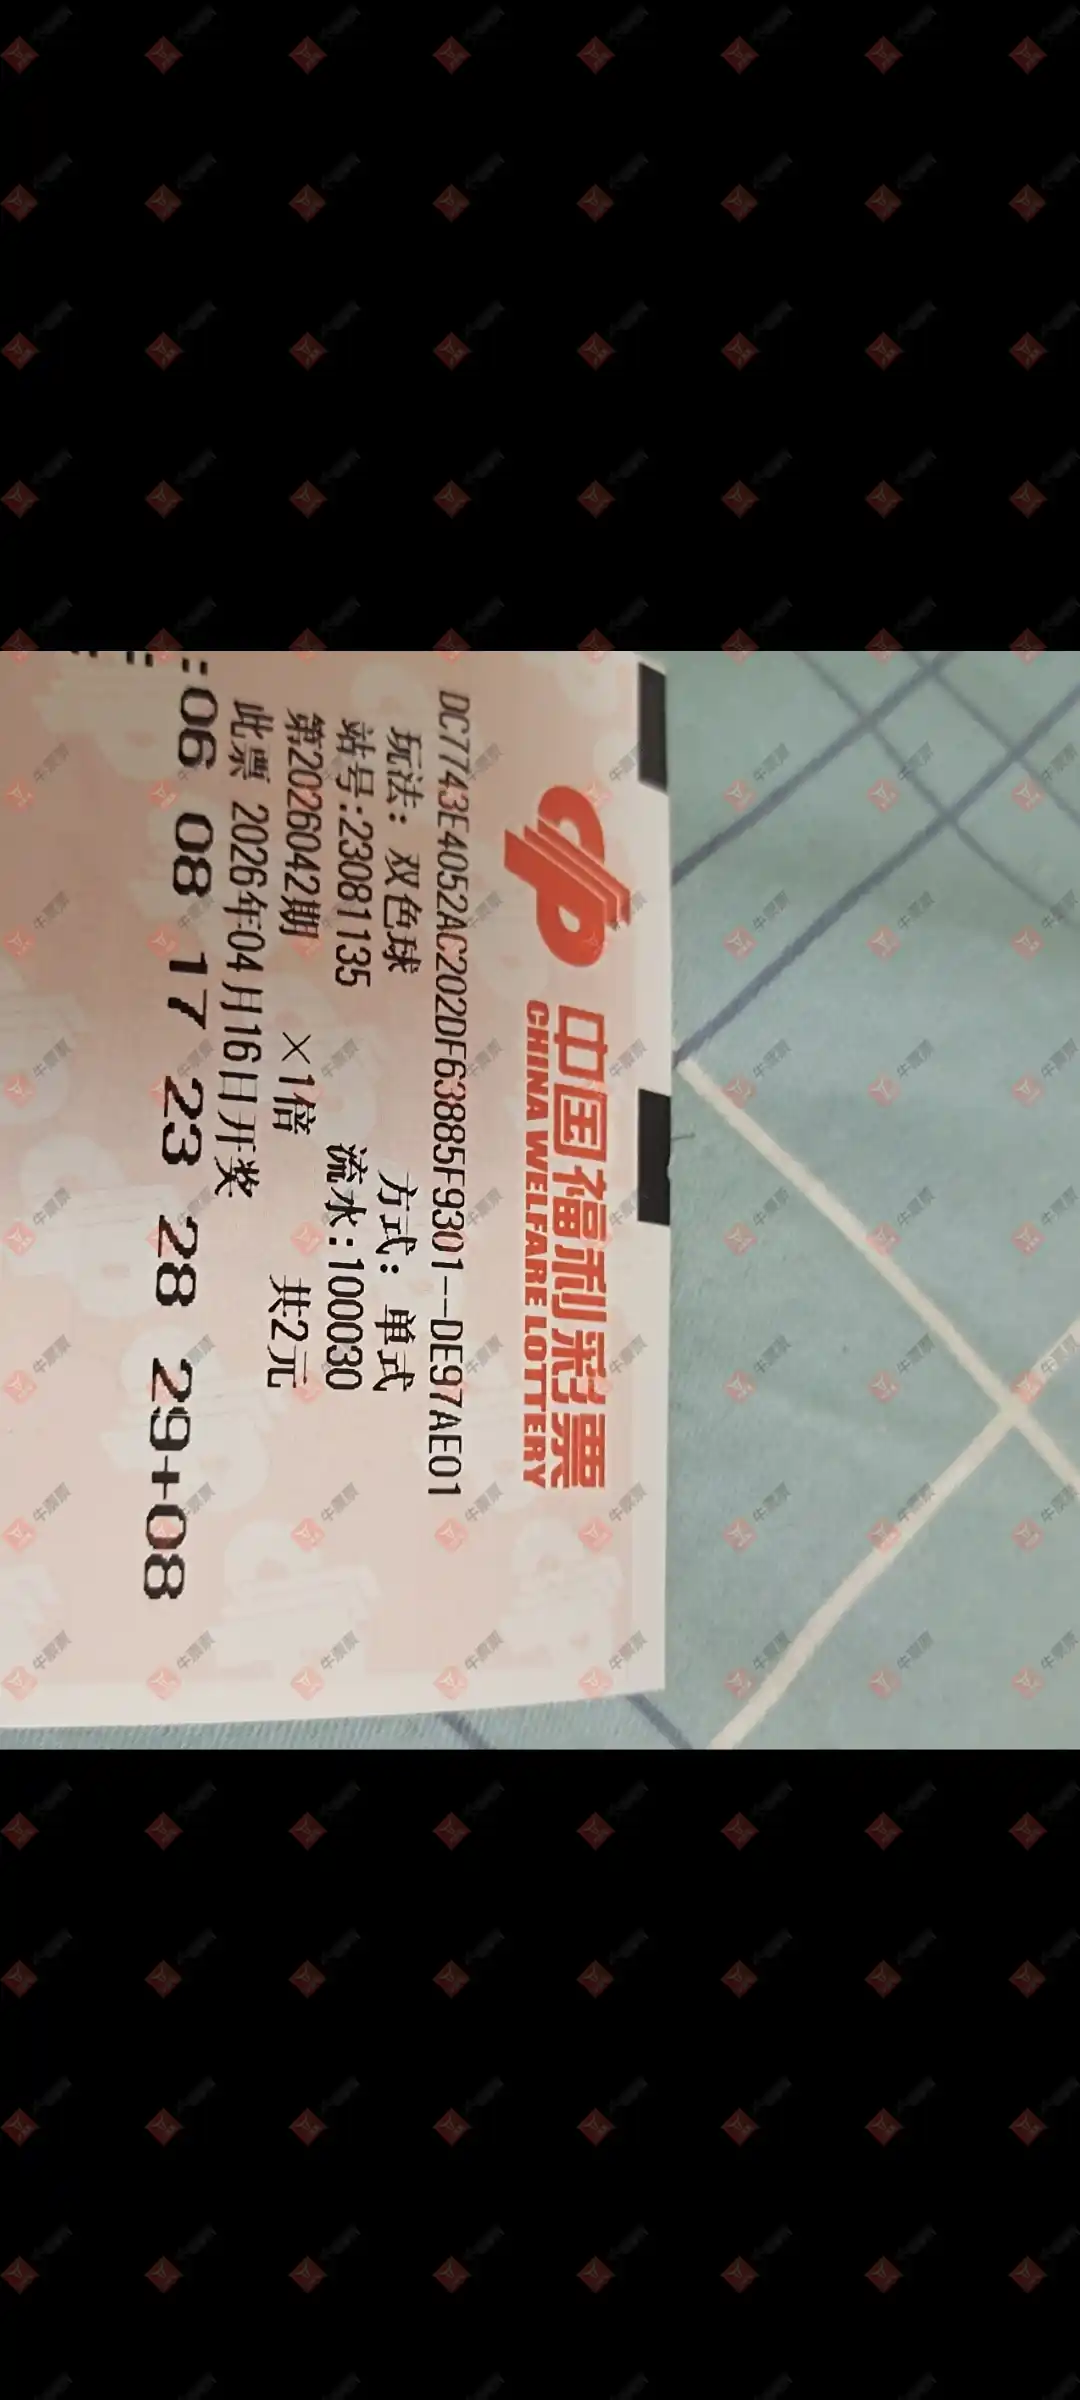 中国福利彩票
CHINA WELFARE LOTTERY
DC7743E4052AC202DF63885F9301--DE97AE01
玩法: 双色球 方式: 单式
站号:23081135 流水:100030
第2026042期 ×1倍 共2元
此票 2026年04月16日开奖
:06 08 17 23 28 29+08
牛票票